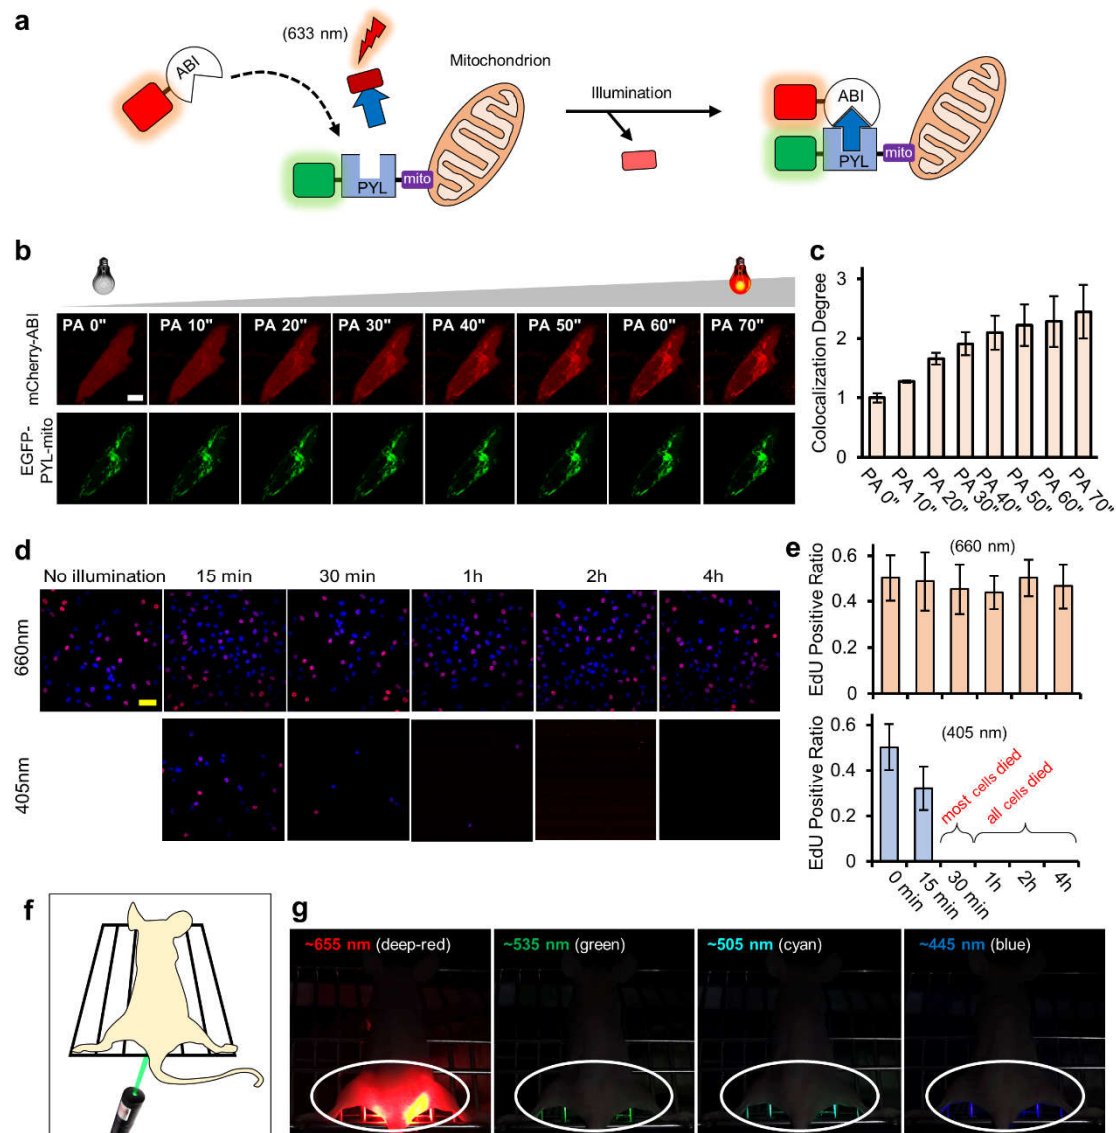 a
(633 nm)
ABI
Mitochondrion
Illumination
ABI
PYL
mito
PYL
mito
b
PA 0" PA 10" PA 20" PA 30" PA 40" PA 50" PA 60" PA 70"
mCherry-ABI
EGFP-
PYL-mito
c
Colocalization Degree
3
2
1
0
PA 0" PA 10" PA 20" PA 30" PA 40" PA 50" PA 60" PA 70"
d
No illumination 15 min 30 min 1h 2h 4h
660nm
405nm
e
(660 nm)
EdU Positive Ratio
0.6
0.4
0.2
0
(405 nm)
EdU Positive Ratio
0.6
0.4
0.2
0
most cells died
all cells died
0 min 15 min 30 min 1h 2h 4h
f
g
~655 nm (deep-red) ~535 nm (green) ~505 nm (cyan) ~445 nm (blue)